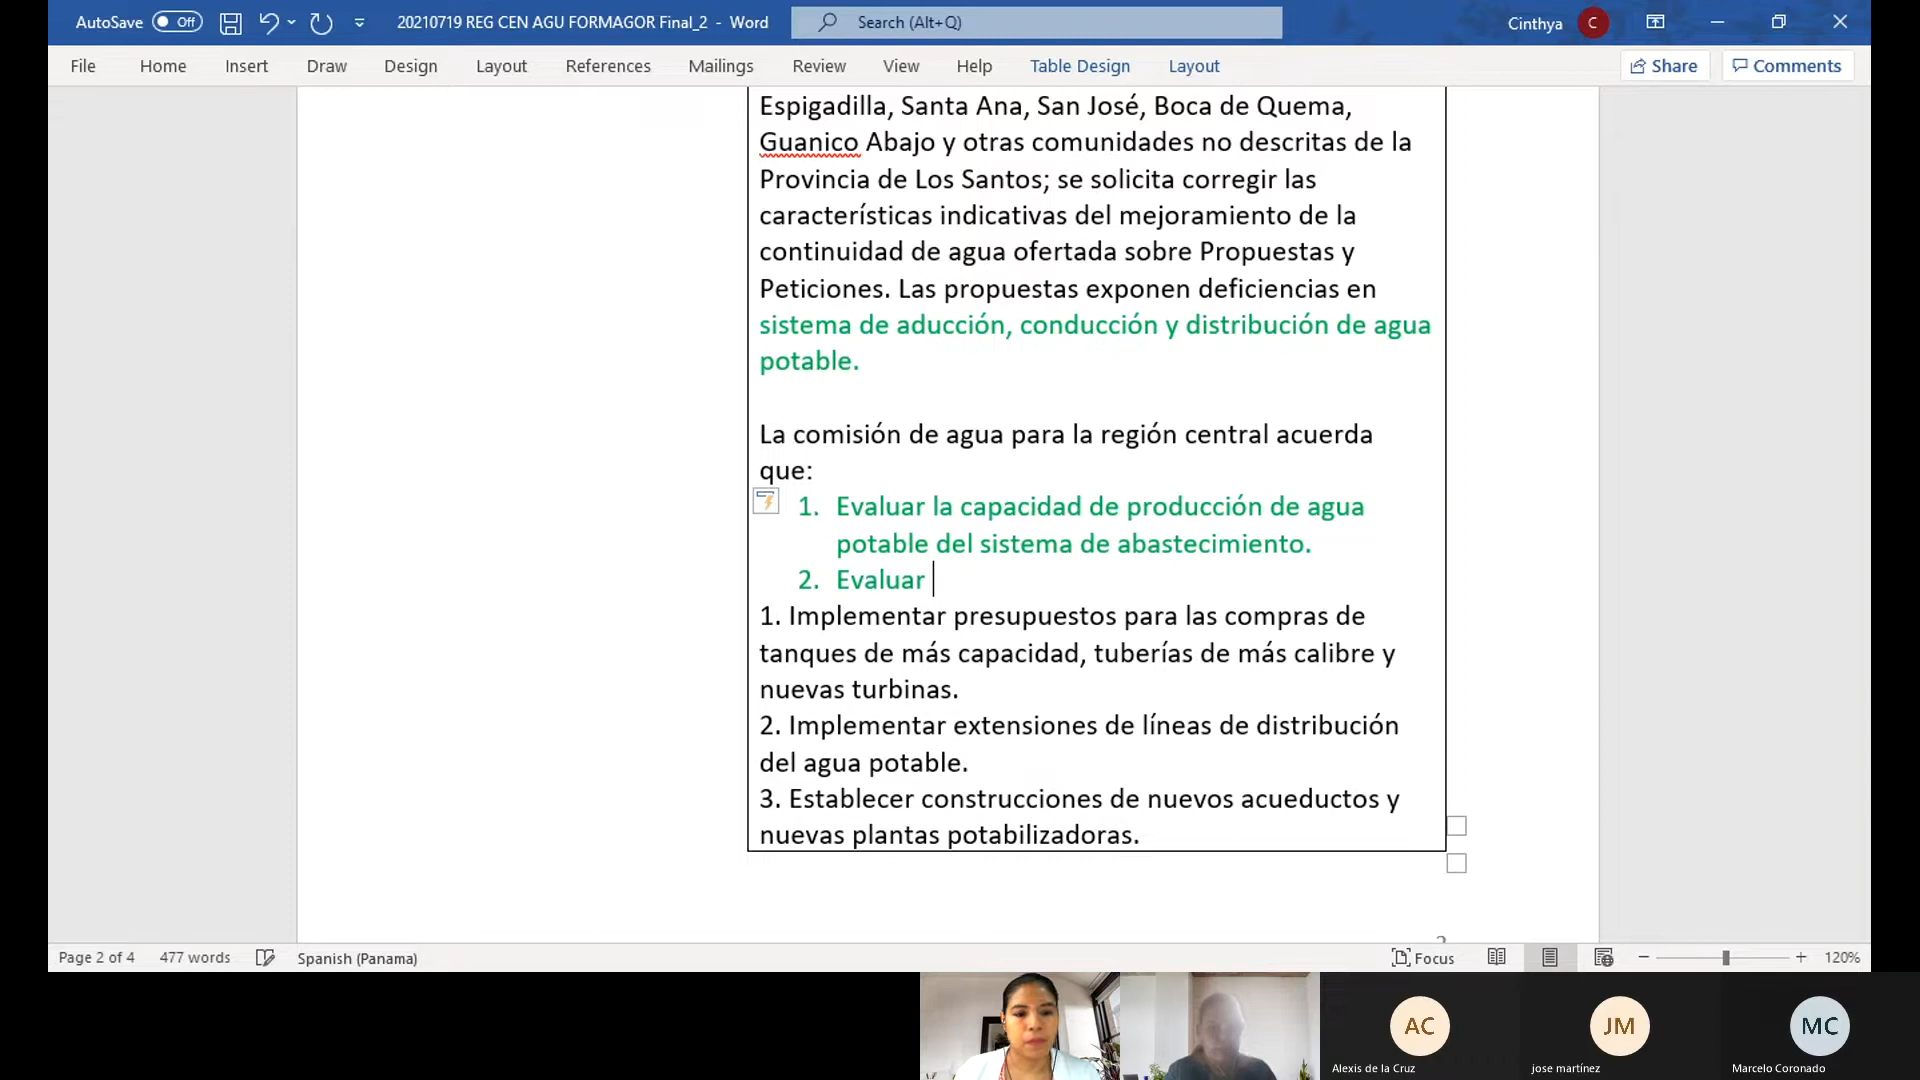 AutoSave Off 20210719 REG CEN AGU FORMAGOR Final_2 - Word Search (Alt+Q) Cinthya C
File Home Insert Draw Design Layout References Mailings Review View Help Table Design Layout Share Comments
Espigadilla, Santa Ana, San José, Boca de Quema,
Guanico Abajo y otras comunidades no descritas de la
Provincia de Los Santos; se solicita corregir las
características indicativas del mejoramiento de la
continuidad de agua ofertada sobre Propuestas y
Peticiones. Las propuestas exponen deficiencias en
sistema de aducción, conducción y distribución de agua
potable.
La comisión de agua para la región central acuerda
que:
1. Evaluar la capacidad de producción de agua
potable del sistema de abastecimiento.
2. Evaluar
1. Implementar presupuestos para las compras de
tanques de más capacidad, tuberías de más calibre y
nuevas turbinas.
2. Implementar extensiones de líneas de distribución
del agua potable.
3. Establecer construcciones de nuevos acueductos y
nuevas plantas potabilizadoras.
Page 2 of 4 477 words Spanish (Panama) Focus 120%
AC JM MC
Alexis de la Cruz jose martínez Marcelo Coronado